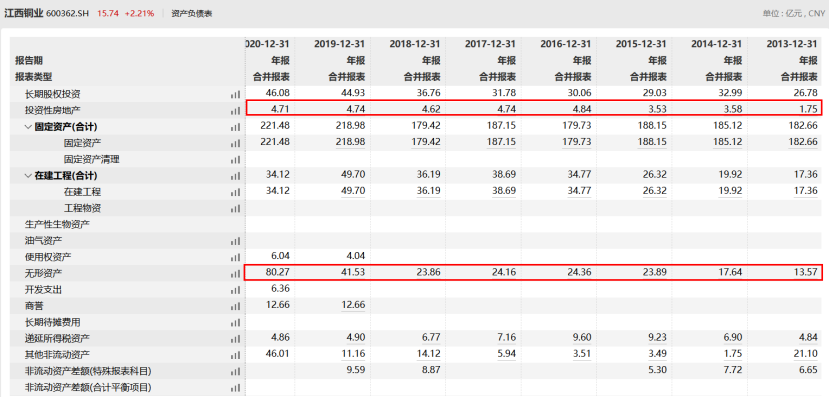 江西铜业 600362.SH 15.74 +2.21% 资产负债表 单位 : 亿元 , CNY
020-12-31 2019-12-31 2018-12-31 2017-12-31 2016-12-31 2015-12-31 2014-12-31 2013-12-31
报告期 年报 年报 年报 年报 年报 年报 年报 年报
报表类型 合并报表 合并报表 合并报表 合并报表 合并报表 合并报表 合并报表 合并报表
长期股权投资 46.08 44.93 36.76 31.78 30.06 29.03 32.99 26.78
投资性房地产 4.71 4.74 4.62 4.74 4.84 3.53 3.58 1.75
固定资产(合计) 221.48 218.98 179.42 187.15 179.73 188.15 185.12 182.66
固定资产 221.48 218.98 179.42 187.15 179.73 188.15 185.12 182.66
固定资产清理
在建工程(合计) 34.12 49.70 36.19 38.69 34.77 26.32 19.92 17.36
在建工程 34.12 49.70 36.19 38.69 34.77 26.32 19.92 17.36
工程物资
生产性生物资产
油气资产
使用权资产 6.04 4.04
无形资产 80.27 41.53 23.86 24.16 24.36 23.89 17.64 13.57
开发支出 6.36
商誉 12.66 12.66
长期待摊费用
递延所得税资产 4.86 4.90 6.77 7.16 9.60 9.23 6.90 4.84
其他非流动资产 46.01 11.16 14.12 5.94 3.51 3.49 1.75 21.10
非流动资产差额(特殊报表科目) 9.59 8.87 5.30 7.72 6.65
非流动资产差额(合计平衡项目)